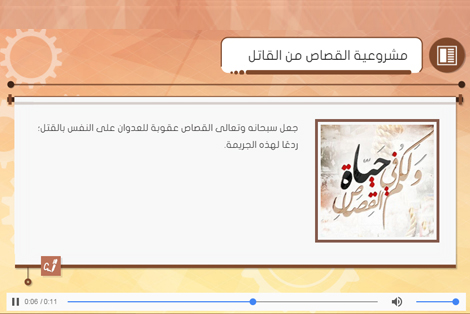 مشروعية القصاص من القاتل
جعل سبحانه وتعالى القصاص عقوبة للعدوان على النفس بالقتل؛
ردعًا لهذه الجريمة.
ولكم في القصاص حياة
0:06 / 0:11